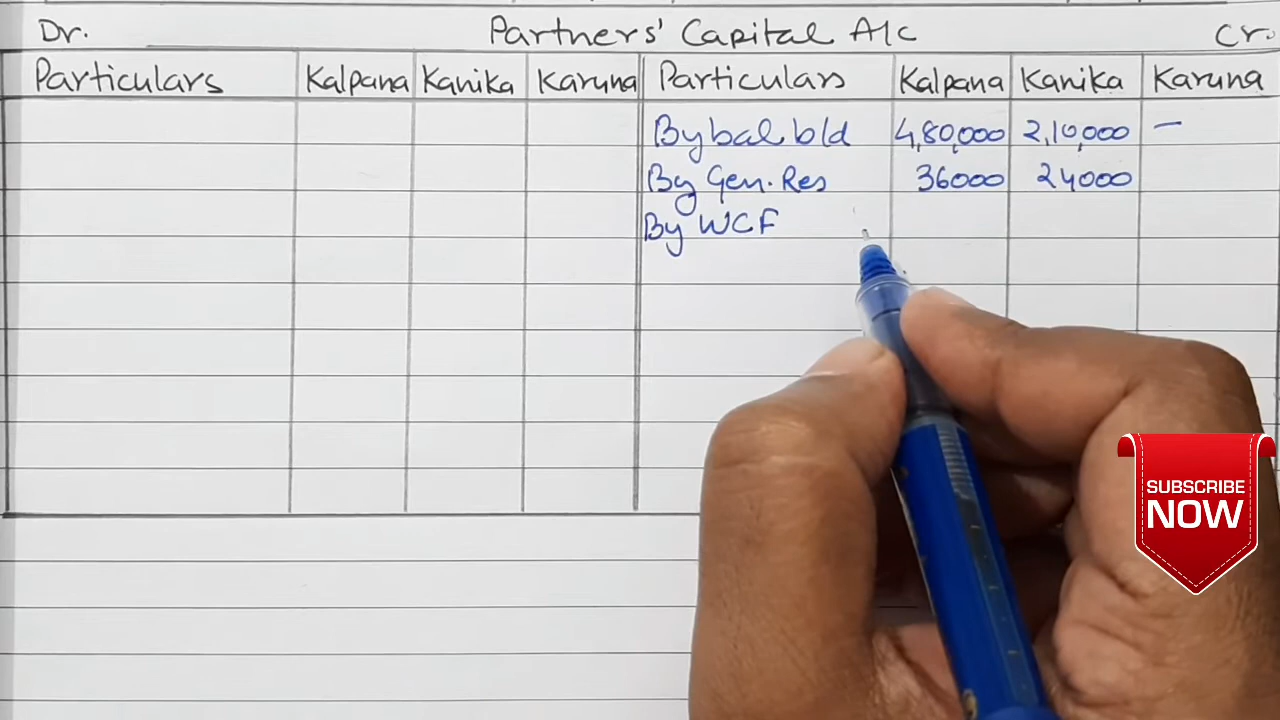 Dr. Partners' Capital A/c Cr.
Particulars Kalpana Kanika Karuna Particulars Kalpana Kanika Karuna
By bal b/d 4,80,000 2,10,000 —
By Gen. Res 36000 24000
By WCF
SUBSCRIBE
NOW